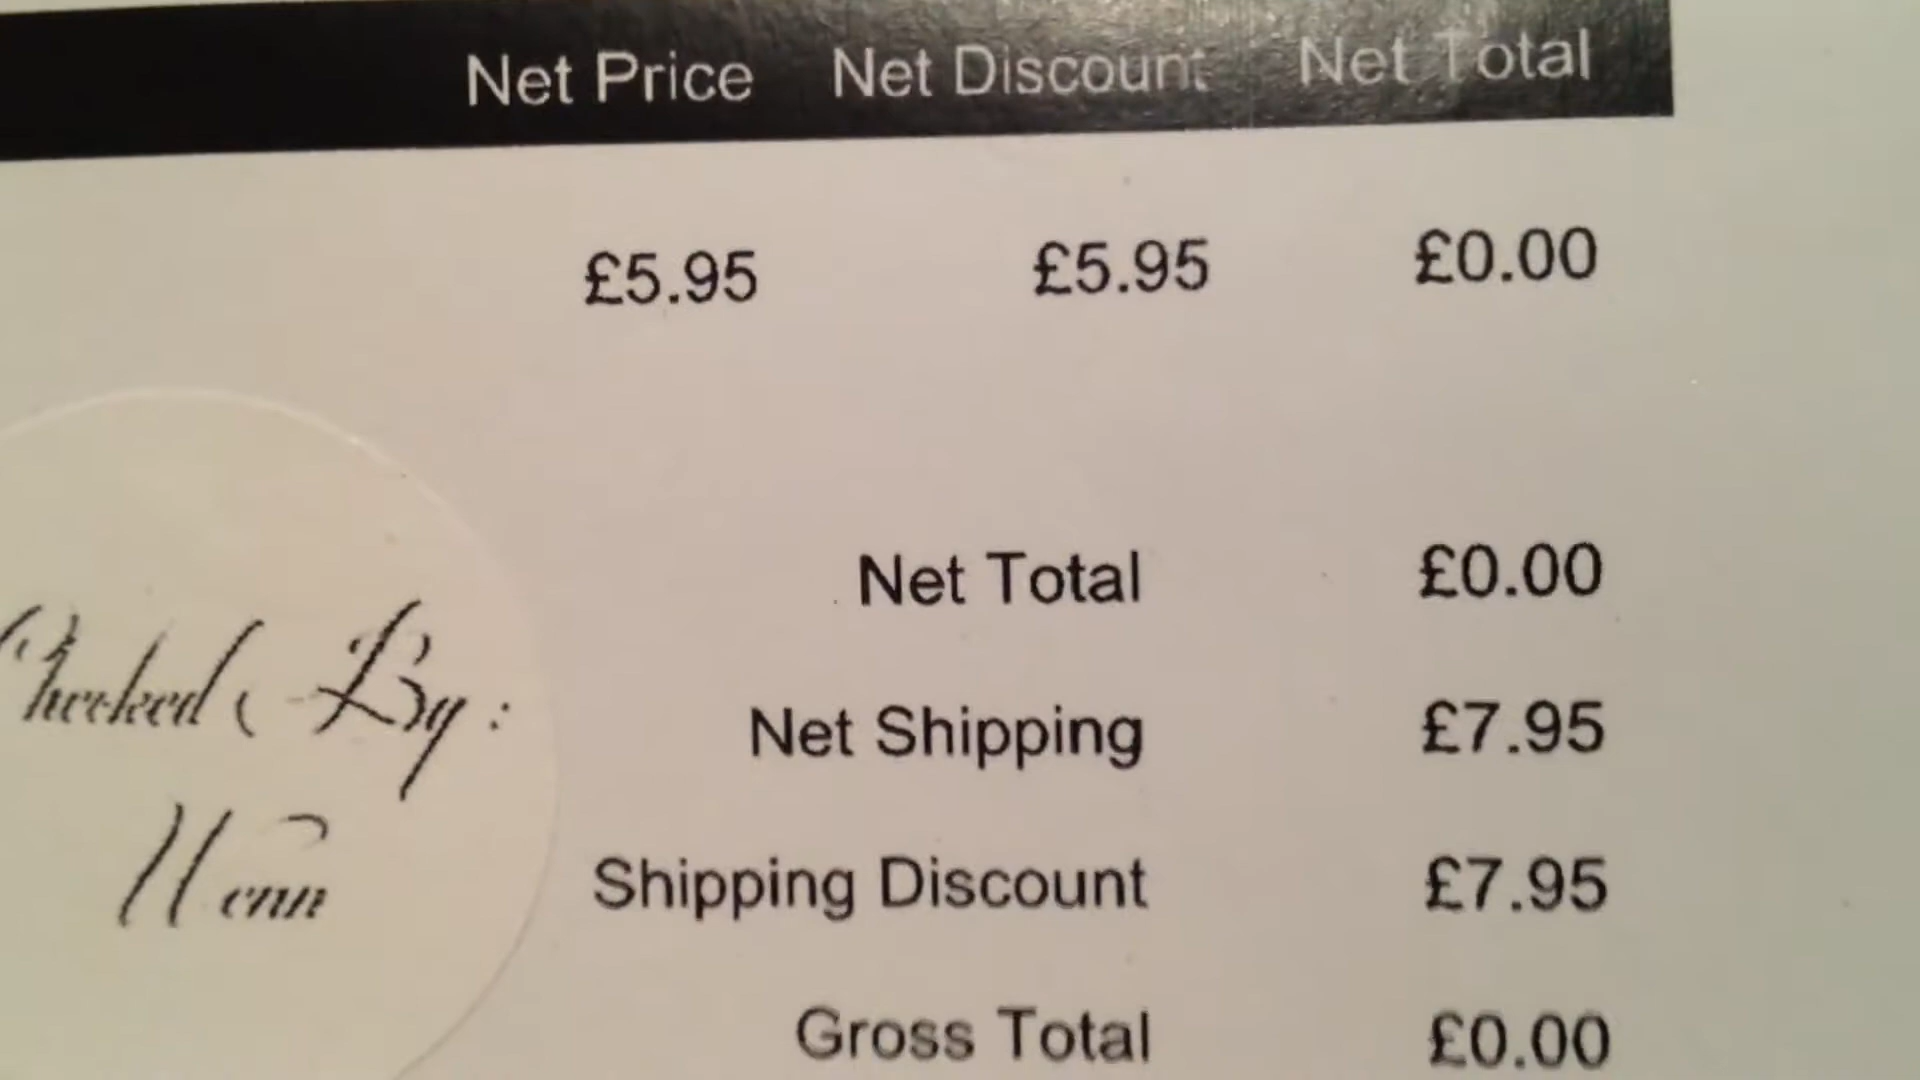 Net Price Net Discount Net Total
£5.95 £5.95 £0.00
Net Total £0.00
Checked By:
Net Shipping £7.95
Shipping Discount £7.95
Gross Total £0.00